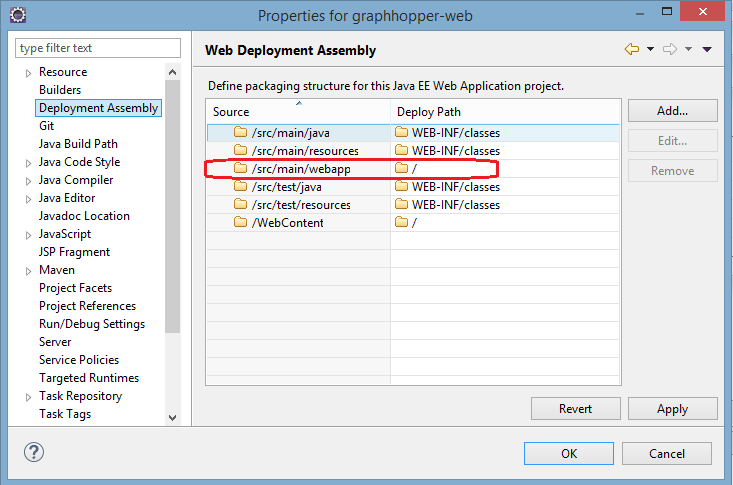 Properties for graphhopper-web
type filter text
Resource
Builders
Deployment Assembly
Git
Java Build Path
Java Code Style
Java Compiler
Java Editor
Javadoc Location
JavaScript
JSP Fragment
Maven
Project Facets
Project References
Run/Debug Settings
Server
Service Policies
Targeted Runtimes
Task Repository
Task Tags
Web Deployment Assembly
Define packaging structure for this Java EE Web Application project.
Source Deploy Path
/src/main/java WEB-INF/classes
/src/main/resources WEB-INF/classes
/src/main/webapp /
/src/test/java WEB-INF/classes
/src/test/resources WEB-INF/classes
/WebContent /
Add...
Edit...
Remove
Revert Apply
? OK Cancel